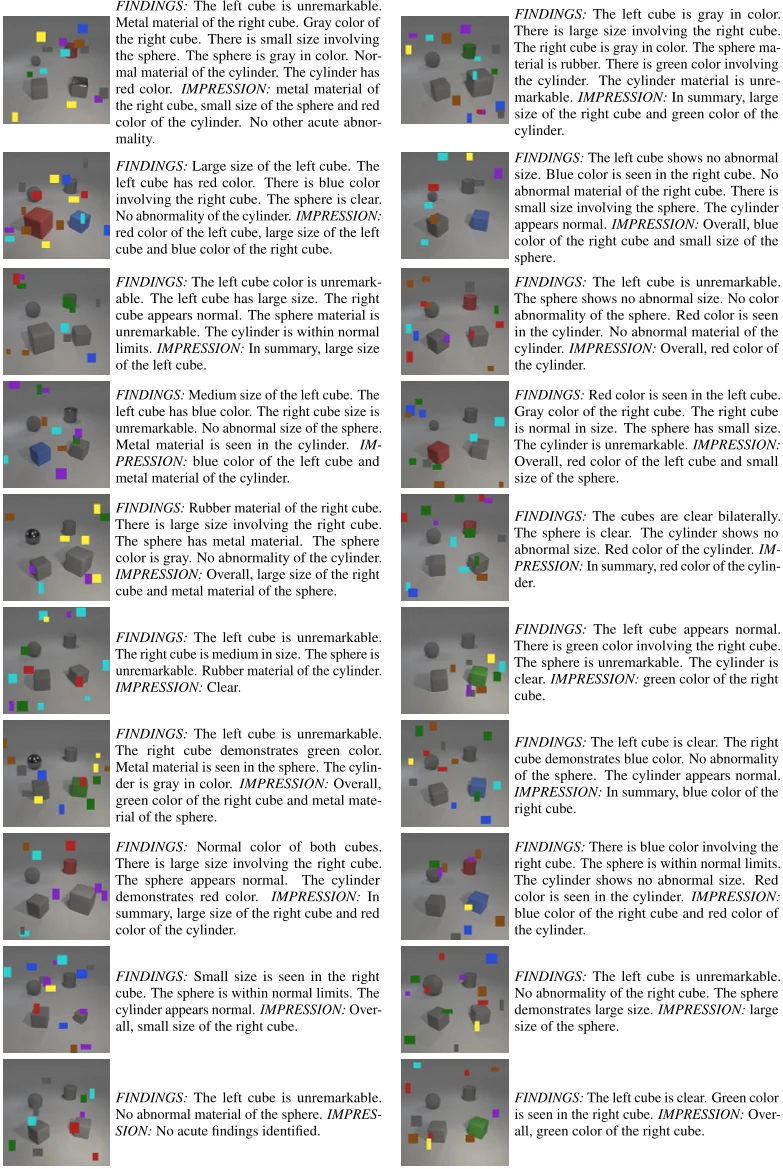 FINDINGS: The left cube is unremarkable.
Metal material of the right cube. Gray color of
the right cube. There is small size involving
the sphere. The sphere is gray in color. Nor-
mal material of the cylinder. The cylinder has
red color. IMPRESSION: metal material of
the right cube, small size of the sphere and red
color of the cylinder. No other acute abnor-
mality.
FINDINGS: The left cube is gray in color.
There is large size involving the right cube.
The right cube is gray in color. The sphere ma-
terial is rubber. There is green color involving
the cylinder. The cylinder material is unre-
markable. IMPRESSION: In summary, large
size of the right cube and green color of the
cylinder.
FINDINGS: Large size of the left cube. The
left cube has red color. There is blue color
involving the right cube. The sphere is clear.
No abnormality of the cylinder. IMPRESSION:
red color of the left cube, large size of the left
cube and blue color of the right cube.
FINDINGS: The left cube shows no abnormal
size. Blue color is seen in the right cube. No
abnormal material of the right cube. There is
small size involving the sphere. The cylinder
appears normal. IMPRESSION: Overall, blue
color of the right cube and small size of the
sphere.
FINDINGS: The left cube color is unremark-
able. The left cube has large size. The right
cube appears normal. The sphere material is
unremarkable. The cylinder is within normal
limits. IMPRESSION: In summary, large size
of the left cube.
FINDINGS: The left cube is unremarkable.
The sphere shows no abnormal size. No color
abnormality of the sphere. Red color is seen
in the cylinder. No abnormal material of the
cylinder. IMPRESSION: Overall, red color of
the cylinder.
FINDINGS: Medium size of the left cube. The
left cube has blue color. The right cube size is
unremarkable. No abnormal size of the sphere.
Metal material is seen in the cylinder. IM-
PRESSION: blue color of the left cube and
metal material of the cylinder.
FINDINGS: Red color is seen in the left cube.
Gray color of the right cube. The right cube
is normal in size. The sphere has small size.
The cylinder is unremarkable. IMPRESSION:
Overall, red color of the left cube and small
size of the sphere.
FINDINGS: Rubber material of the right cube.
There is large size involving the right cube.
The sphere has metal material. The sphere
color is gray. No abnormality of the cylinder.
IMPRESSION: Overall, large size of the right
cube and metal material of the sphere.
FINDINGS: The cubes are clear bilaterally.
The sphere is clear. The cylinder shows no
abnormal size. Red color of the cylinder. IM-
PRESSION: In summary, red color of the cylin-
der.
FINDINGS: The left cube is unremarkable.
The right cube is medium in size. The sphere is
unremarkable. Rubber material of the cylinder.
IMPRESSION: Clear.
FINDINGS: The left cube appears normal.
There is green color involving the right cube.
The sphere is unremarkable. The cylinder is
clear. IMPRESSION: green color of the right
cube.
FINDINGS: The left cube is unremarkable.
The right cube demonstrates green color.
Metal material is seen in the sphere. The cylin-
der is gray in color. IMPRESSION: Overall,
green color of the right cube and metal mate-
rial of the sphere.
FINDINGS: The left cube is clear. The right
cube demonstrates blue color. No abnormality
of the sphere. The cylinder appears normal.
IMPRESSION: In summary, blue color of the
right cube.
FINDINGS: Normal color of both cubes.
There is large size involving the right cube.
The sphere appears normal. The cylinder
demonstrates red color. IMPRESSION: In
summary, large size of the right cube and red
color of the cylinder.
FINDINGS: There is blue color involving the
right cube. The sphere is within normal limits.
The cylinder shows no abnormal size. Red
color is seen in the cylinder. IMPRESSION:
blue color of the right cube and red color of
the cylinder.
FINDINGS: Small size is seen in the right
cube. The sphere is within normal limits. The
cylinder appears normal. IMPRESSION: Over-
all, small size of the right cube.
FINDINGS: The left cube is unremarkable.
No abnormality of the right cube. The sphere
demonstrates large size. IMPRESSION: large
size of the sphere.
FINDINGS: The left cube is unremarkable.
No abnormal material of the sphere. IMPRES-
SION: No acute findings identified.
FINDINGS: The left cube is clear. Green color
is seen in the right cube. IMPRESSION: Over-
all, green color of the right cube.